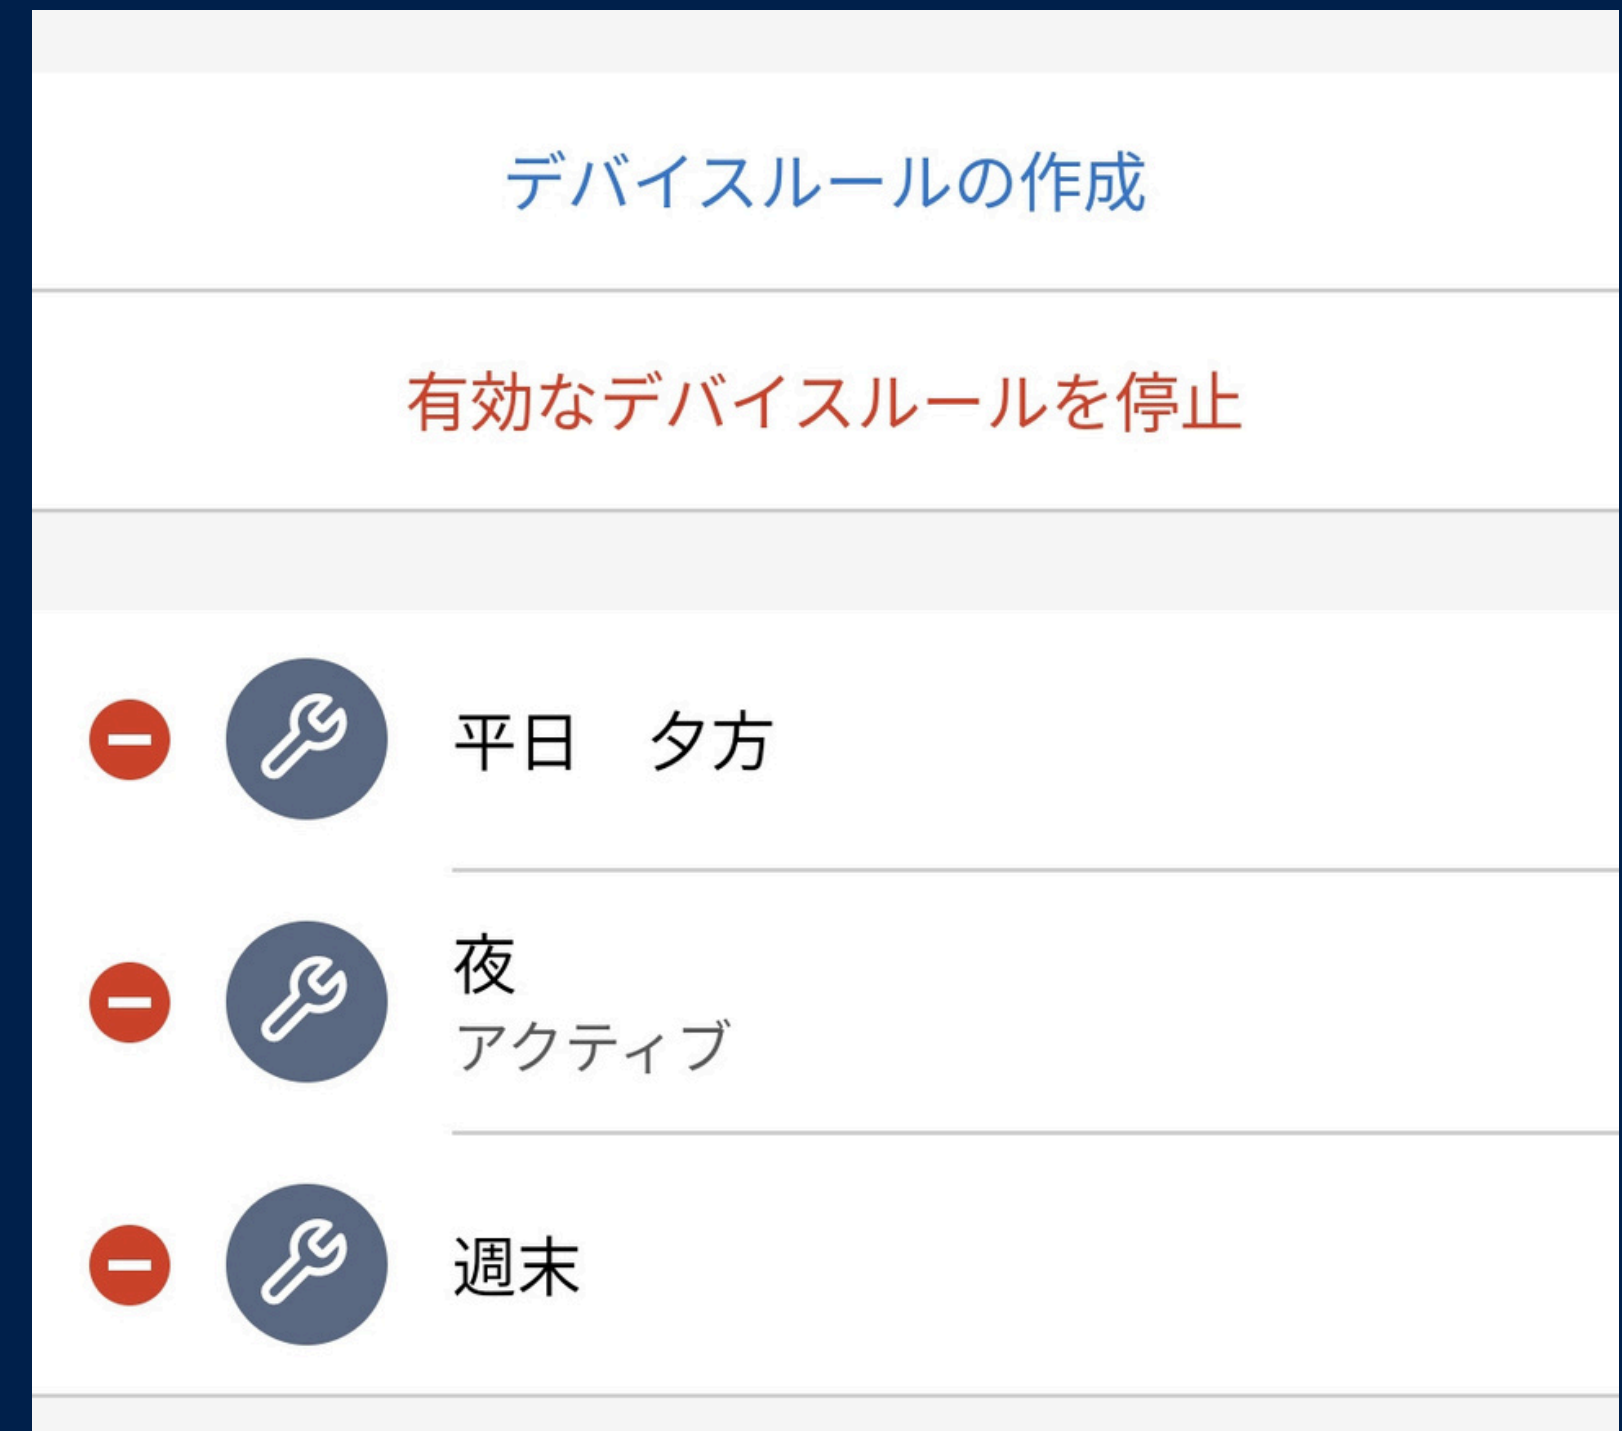 デバイスルールの作成
有効なデバイスルールを停止
平日　夕方
夜
アクティブ
週末